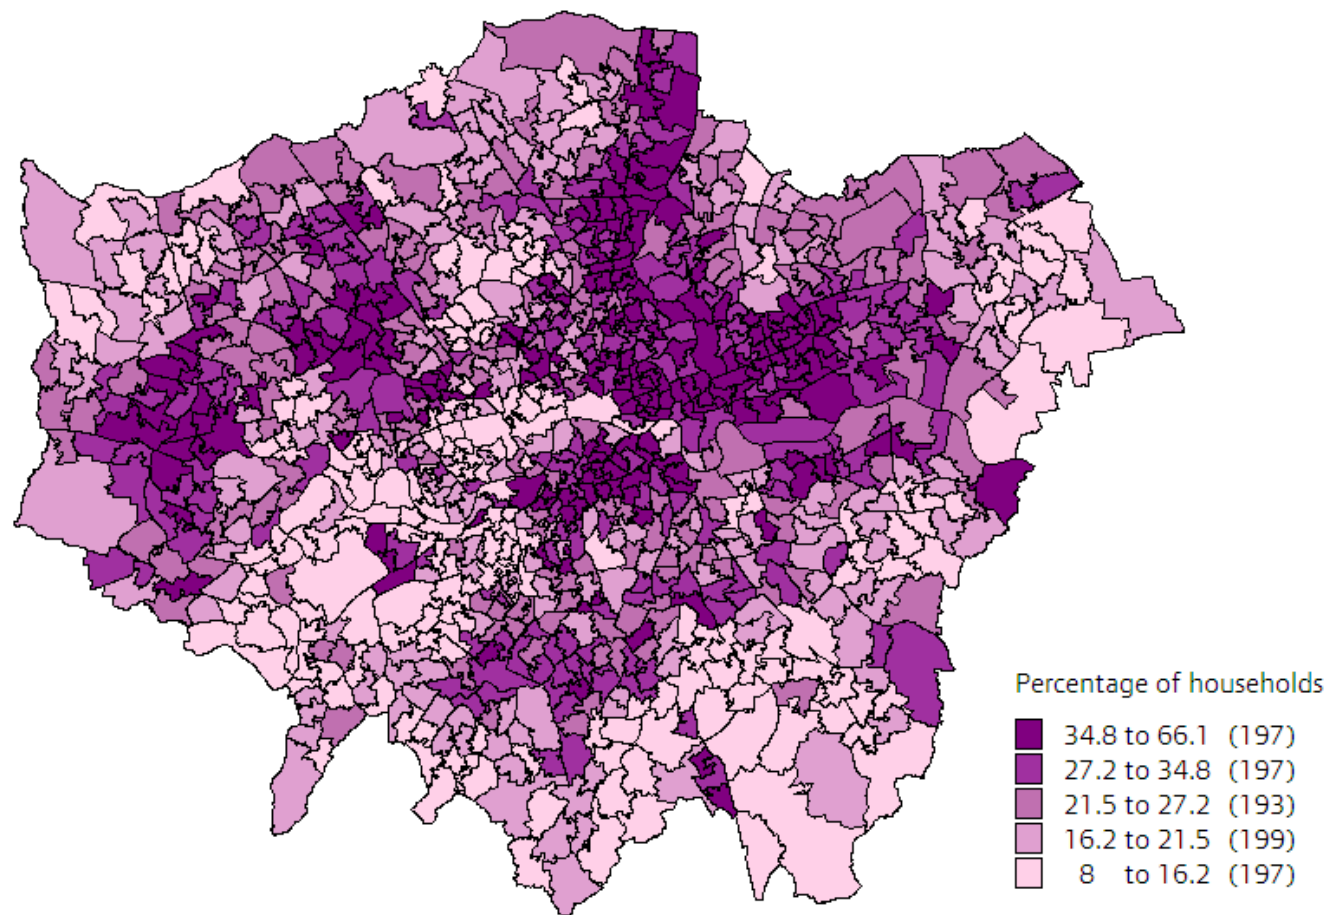 Percentage of households
34.8 to 66.1 (197)
27.2 to 34.8 (197)
21.5 to 27.2 (193)
16.2 to 21.5 (199)
8 to 16.2 (197)